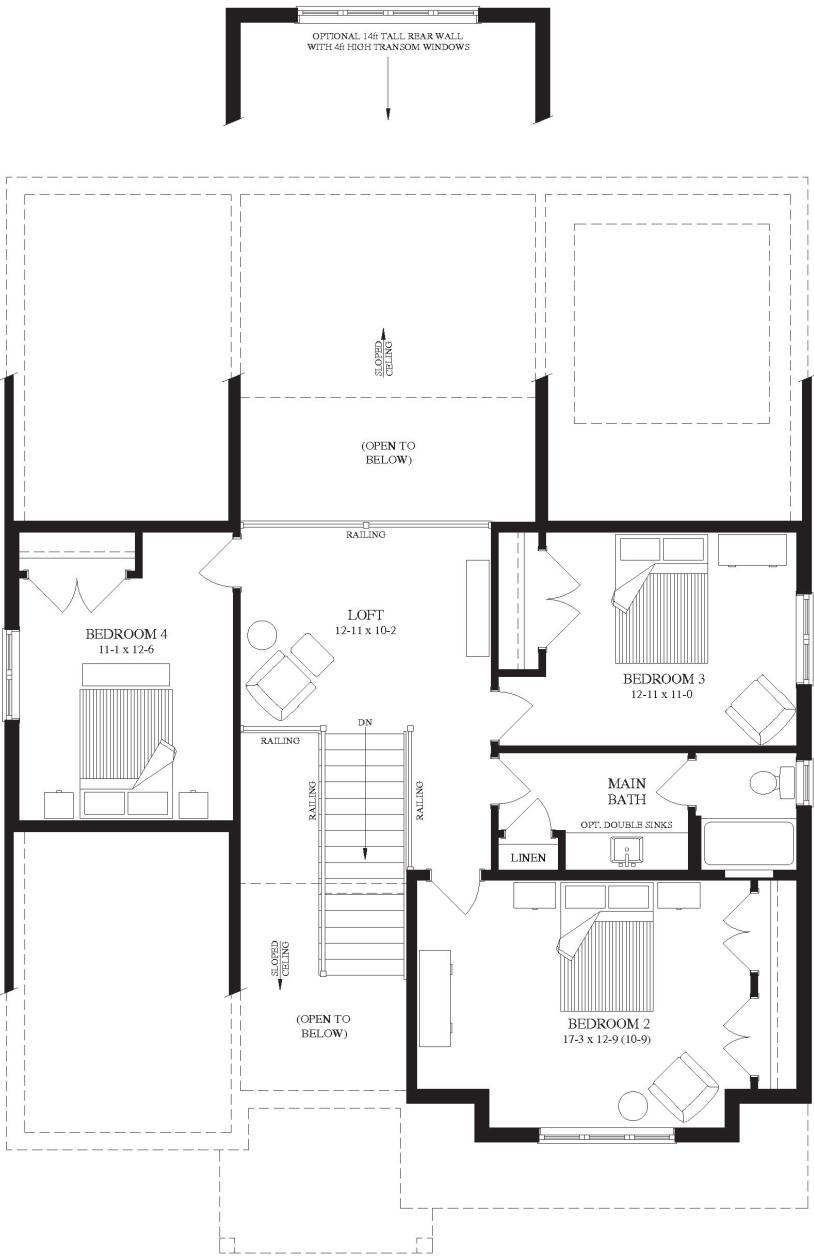 OPTIONAL 14ft TALL REAR WALL
WITH 4ft HIGH TRANSOM WINDOWS
SLOPED
CELING
(OPEN TO
BELOW)
RAILING
LOFT
12-11 x 10-2
BEDROOM 4
11-1 x 12-6
BEDROOM 3
12-11 x 11-0
DN
RAILING
RAILING
RAILING
MAIN
BATH
OPT. DOUBLE SINKS
LINEN
SLOPED
CELING
(OPEN TO
BELOW)
BEDROOM 2
17-3 x 12-9 (10-9)